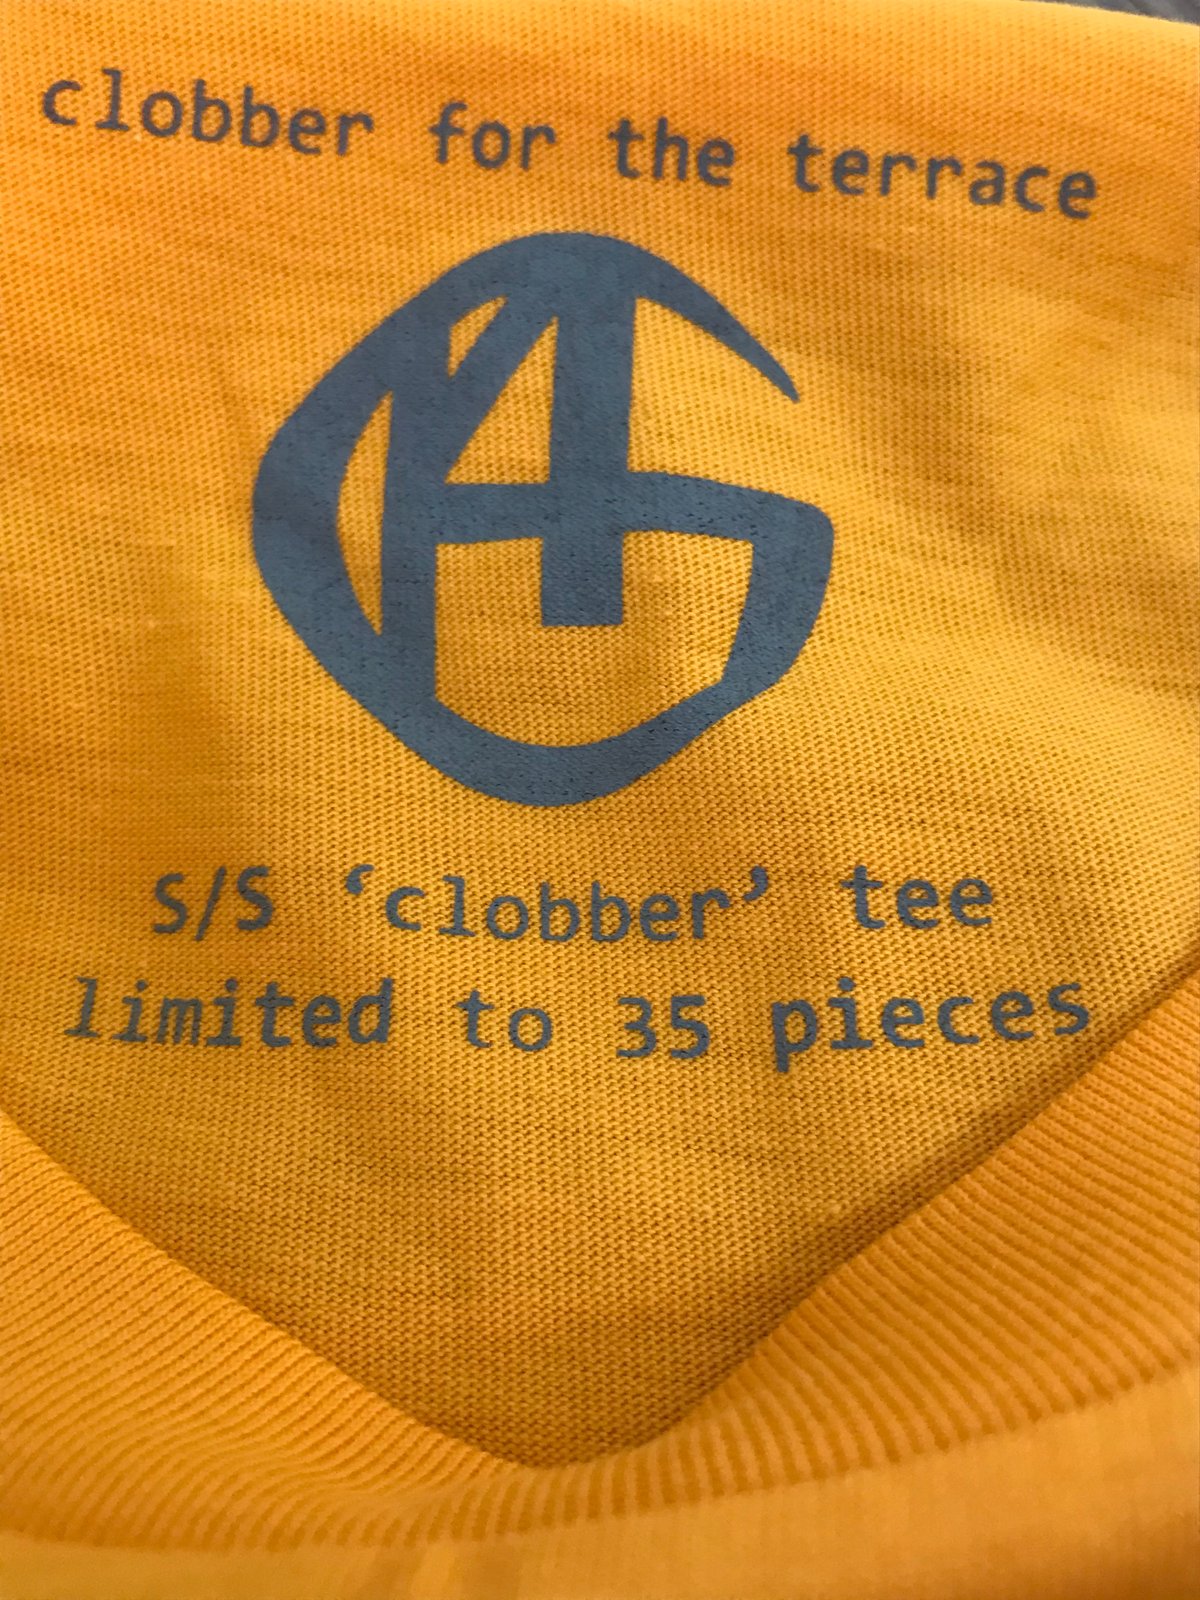 clobber for the terrace
S/S ‘clobber’ tee
limited to 35 pieces